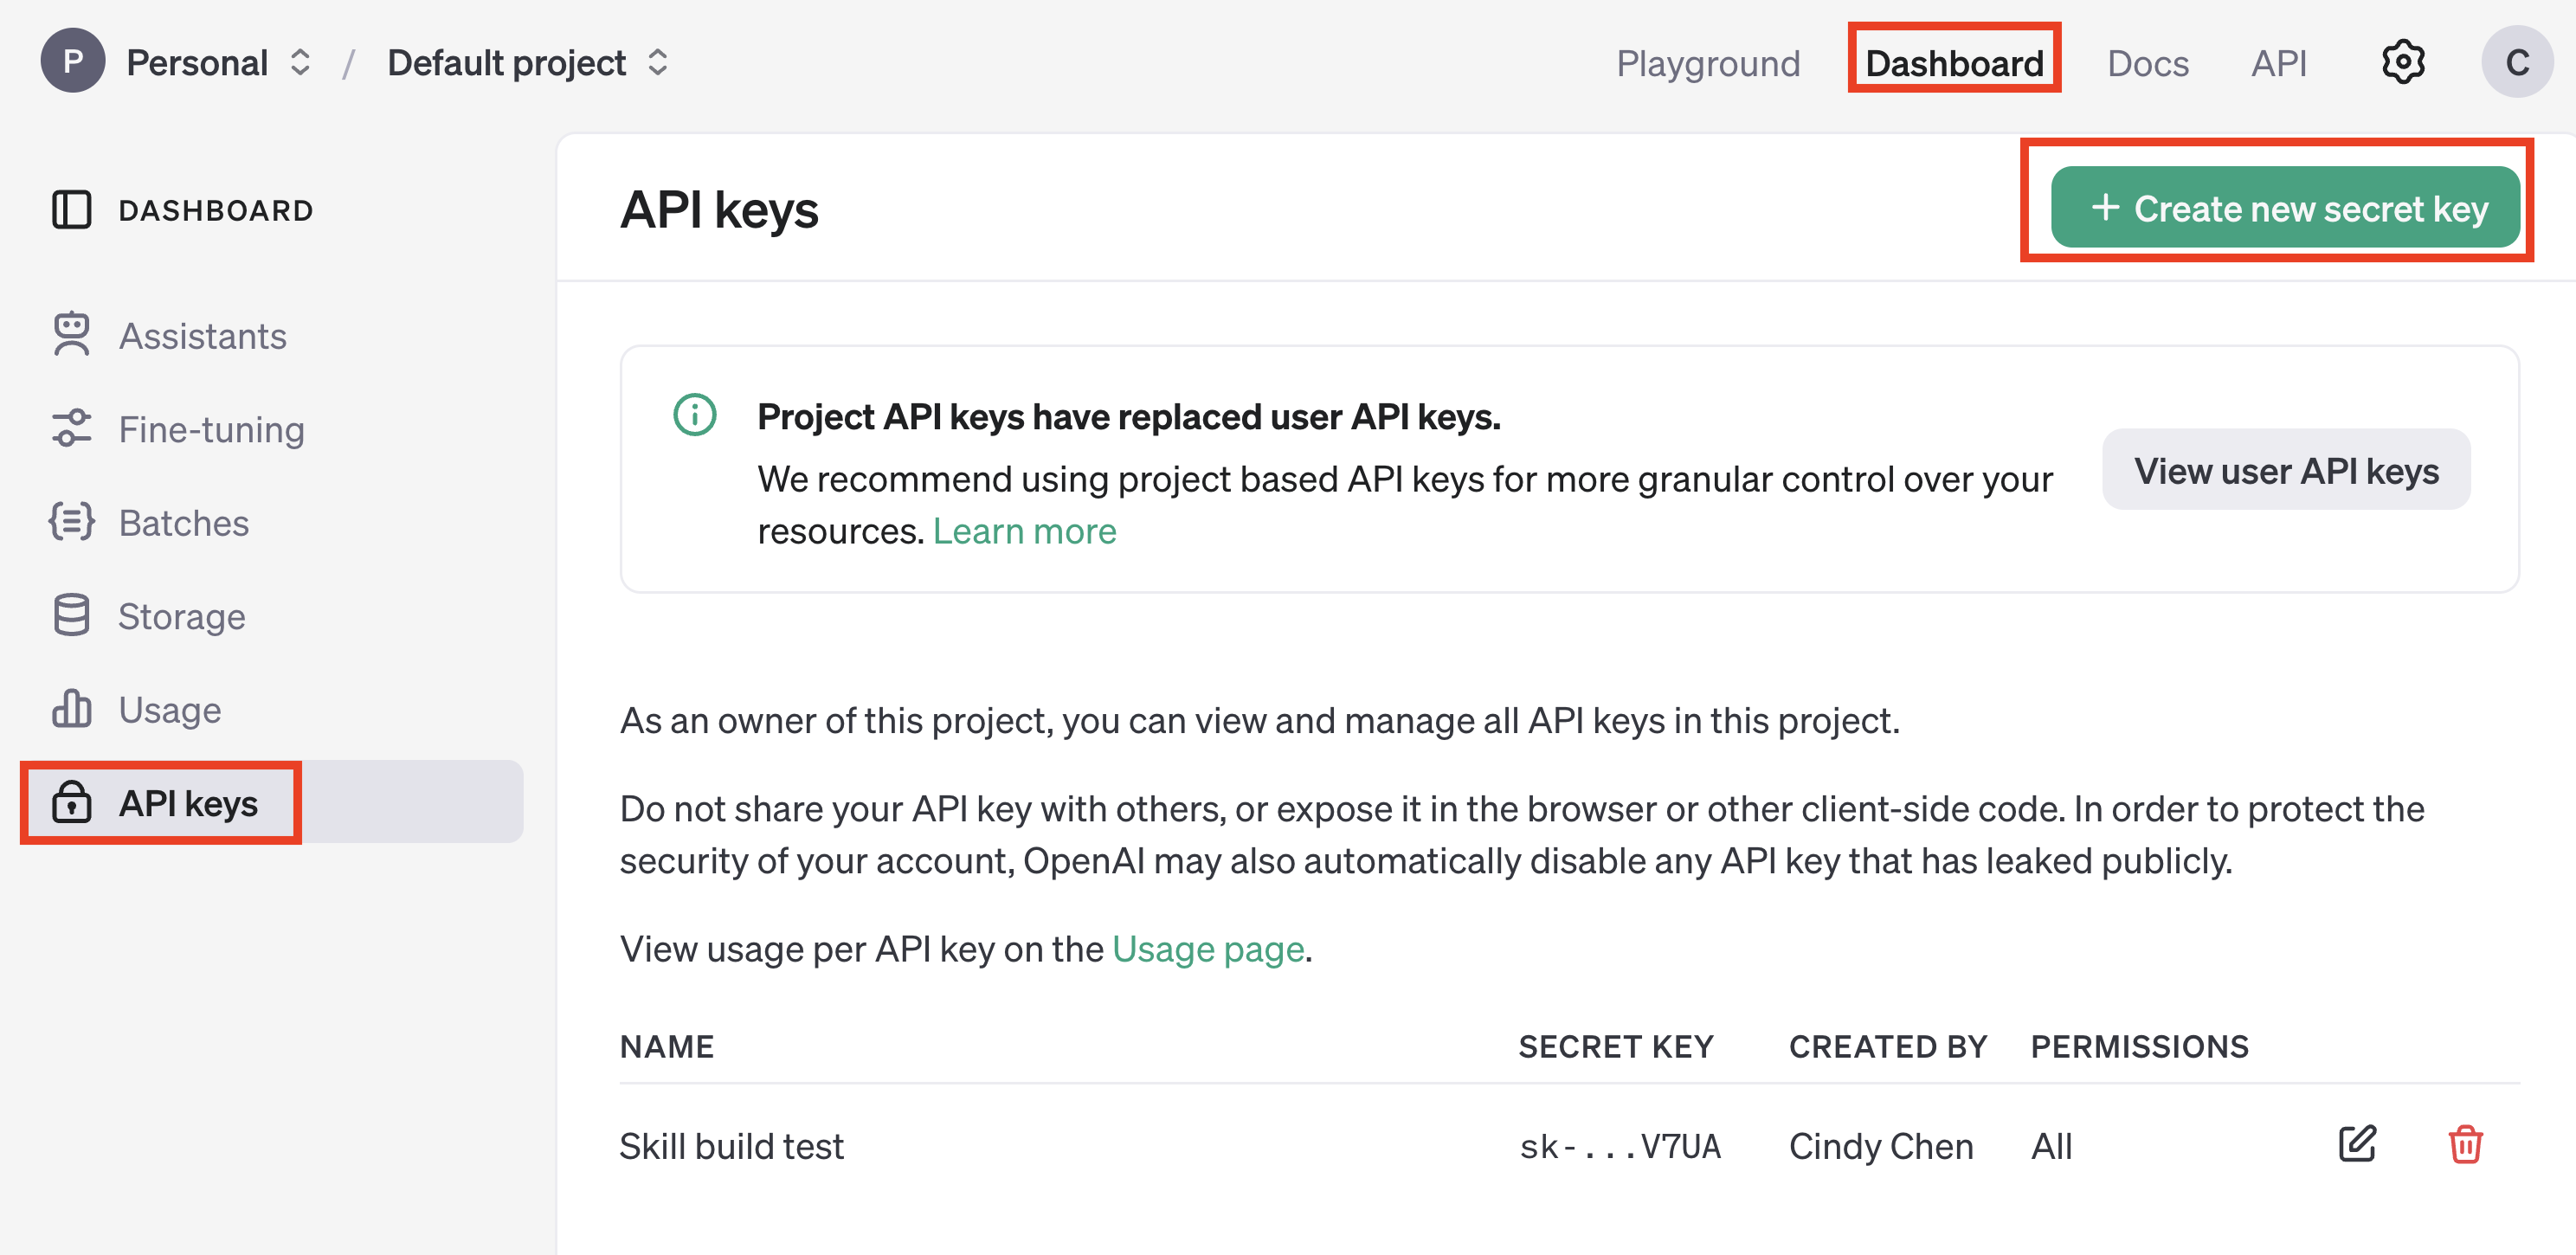 P Personal / Default project Playground Dashboard Docs API C
DASHBOARD
Assistants
Fine-tuning
Batches
Storage
Usage
API keys
API keys
+ Create new secret key
Project API keys have replaced user API keys.
We recommend using project based API keys for more granular control over your
resources. Learn more
View user API keys
As an owner of this project, you can view and manage all API keys in this project.
Do not share your API key with others, or expose it in the browser or other client-side code. In order to protect the
security of your account, OpenAI may also automatically disable any API key that has leaked publicly.
View usage per API key on the Usage page.
NAME SECRET KEY CREATED BY PERMISSIONS
Skill build test sk-...V7UA Cindy Chen All